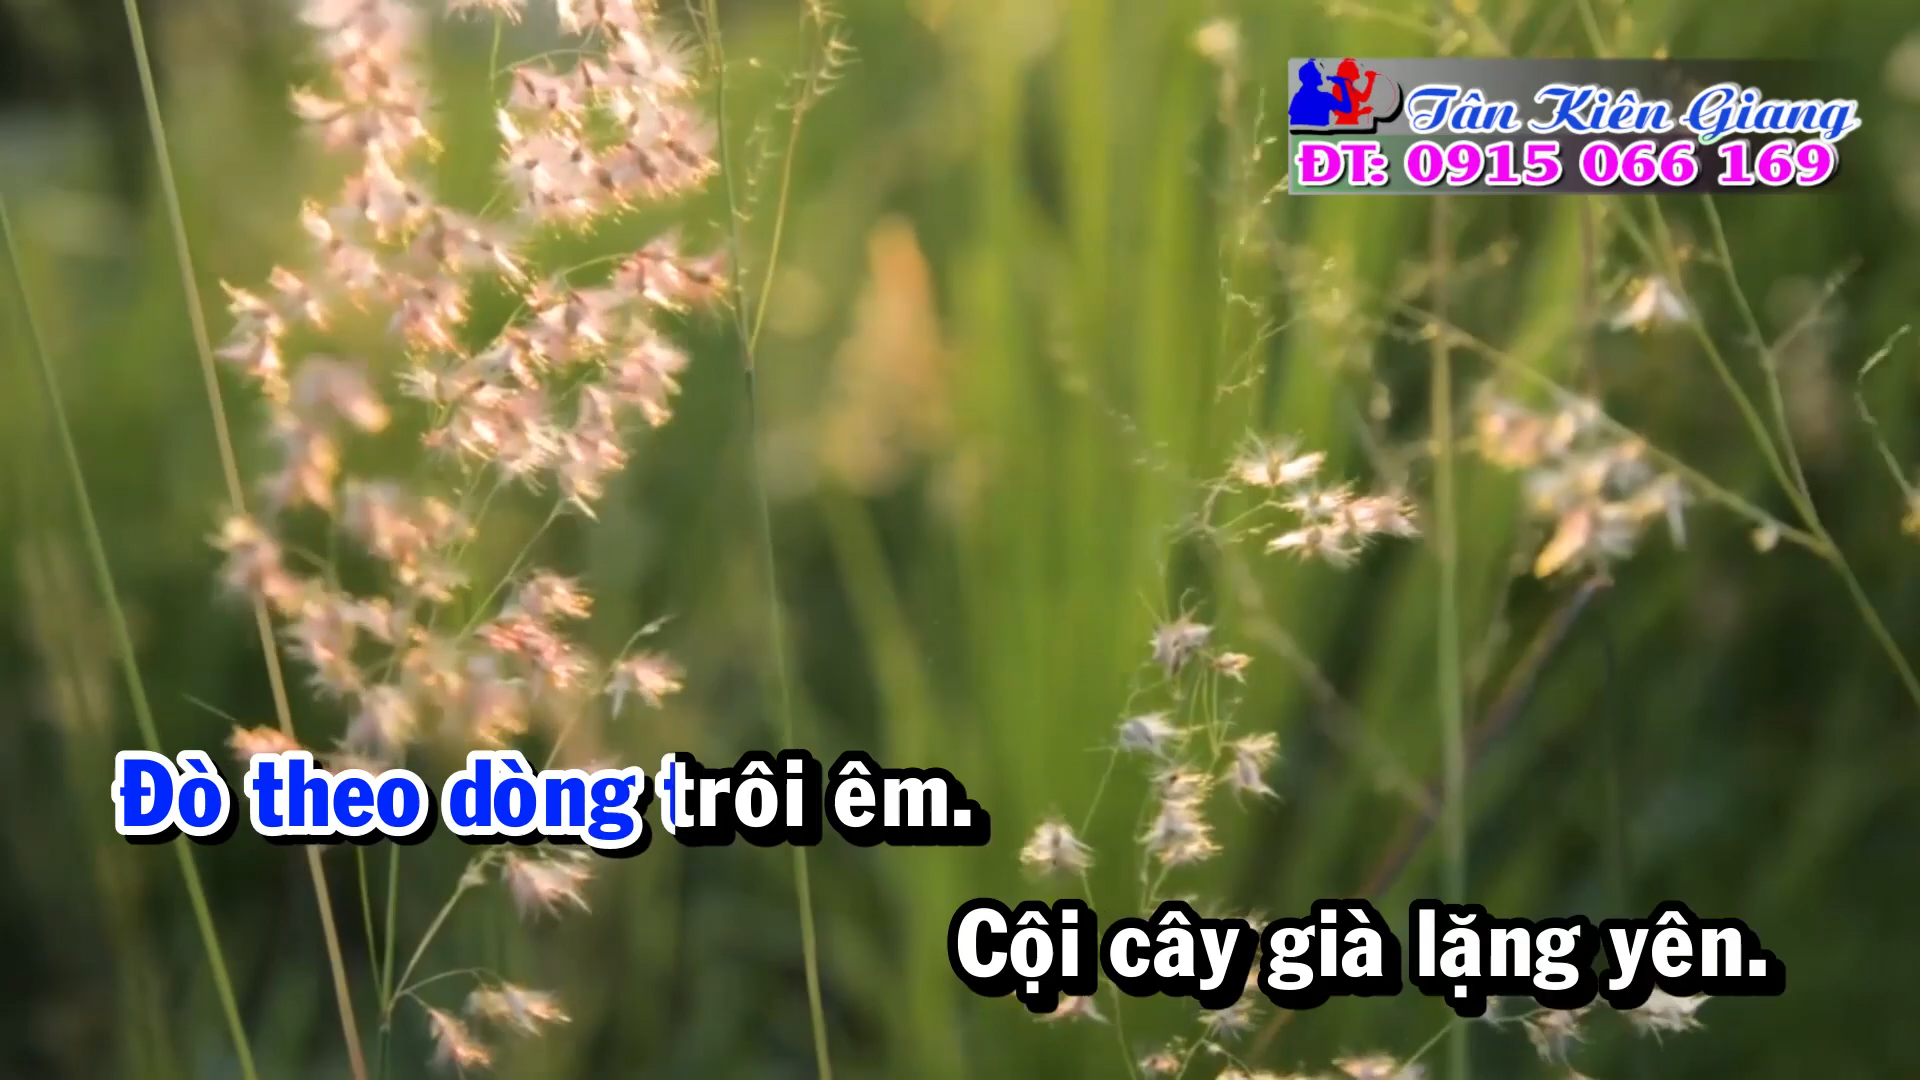 Tân Kiên Giang
ĐT: 0915 066 169
Đò theo dòng trôi êm.
Cội cây già lặng yên.